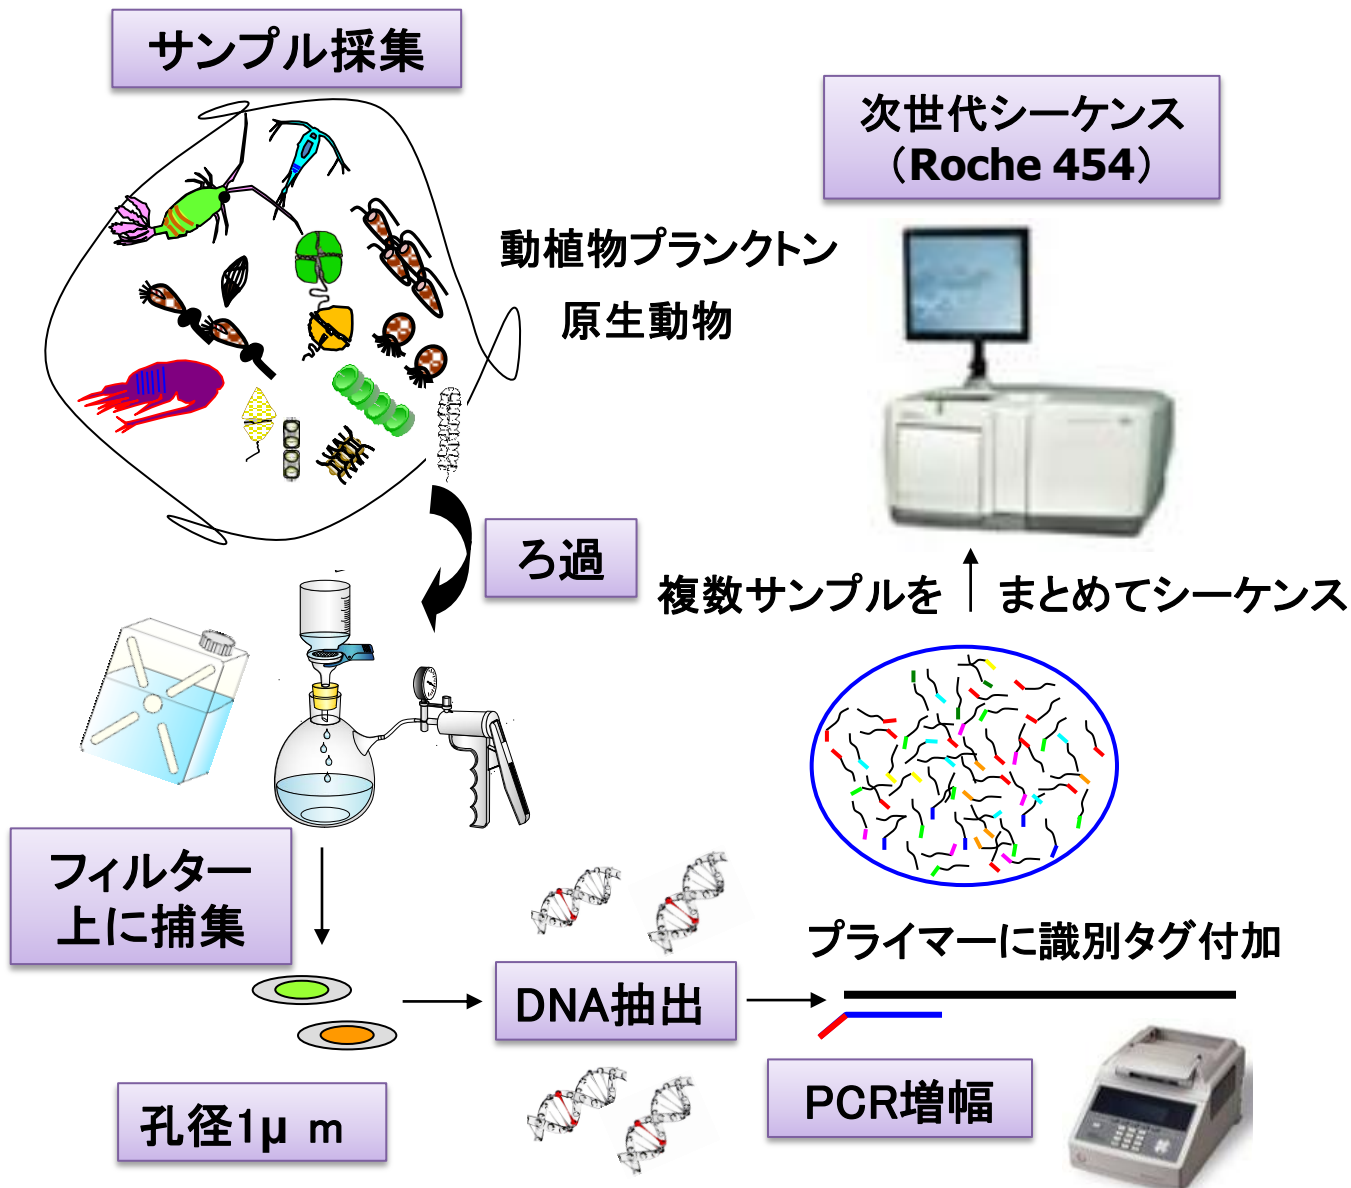 サンプル採集
次世代シーケンス
（Roche 454）
動植物プランクトン
原生動物
ろ過
複数サンプルを まとめてシーケンス
フィルター
上に捕集
プライマーに識別タグ付加
DNA抽出
PCR増幅
孔径1μ m